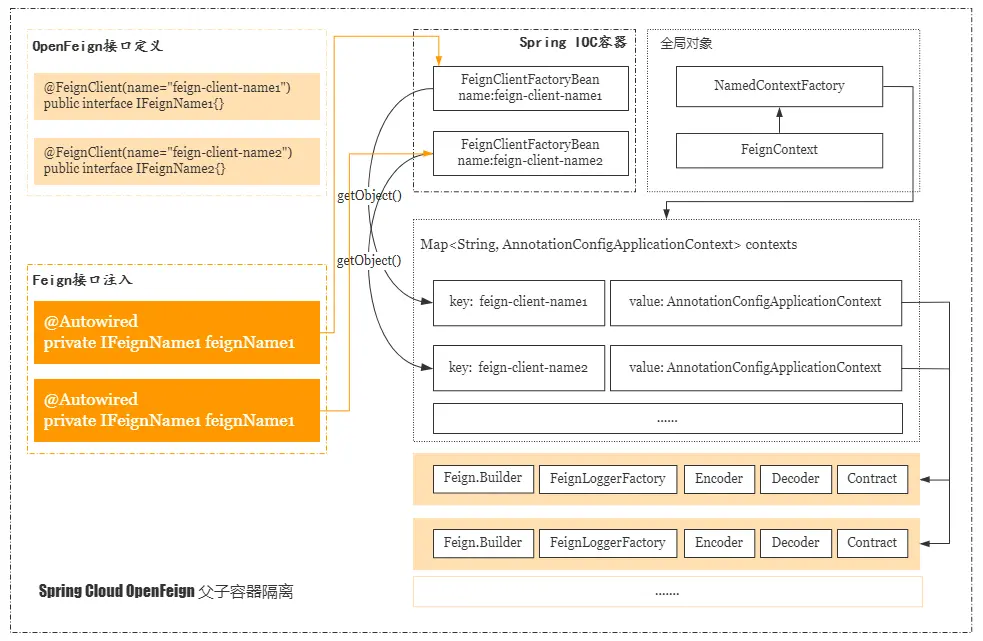 OpenFeign接口定义
@FeignClient(name="feign-client-name1")
public interface IFeignName1{}
@FeignClient(name="feign-client-name2")
public interface IFeignName2{}
Spring IOC容器
FeignClientFactoryBean
name:feign-client-name1
FeignClientFactoryBean
name:feign-client-name2
全局对象
NamedContextFactory
FeignContext
getObject()
getObject()
Feign接口注入
@Autowired
private IFeignName1 feignName1
@Autowired
private IFeignName1 feignName1
Map<String, AnnotationConfigApplicationContext> contexts
key: feign-client-name1
value: AnnotationConfigApplicationContext
key: feign-client-name2
value: AnnotationConfigApplicationContext
......
Feign.Builder
FeignLoggerFactory
Encoder
Decoder
Contract
Feign.Builder
FeignLoggerFactory
Encoder
Decoder
Contract
.......
Spring Cloud OpenFeign 父子容器隔离